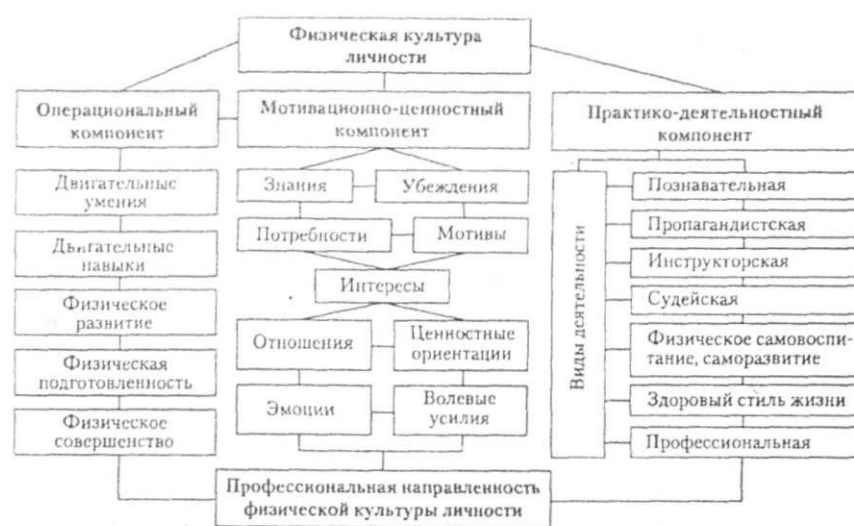 Физическая культура
личности
Операциональный
компонент
Мотивационно-ценностный
компонент
Практико-деятельностный
компонент
Двигательные
умения
Двигательные
навыки
Физическое
развитие
Физическая
подготовленность
Физическое
совершенство
Знания
Убеждения
Потребности
Мотивы
Интересы
Отношения
Ценностные
ориентации
Эмоции
Волевые
усилия
Виды деятельности
Познавательная
Пропагандистская
Инструкторская
Судейская
Физическое самовоспи-
тание, саморазвитие
Здоровый стиль жизни
Профессиональная
Профессиональная направленность
физической культуры личности